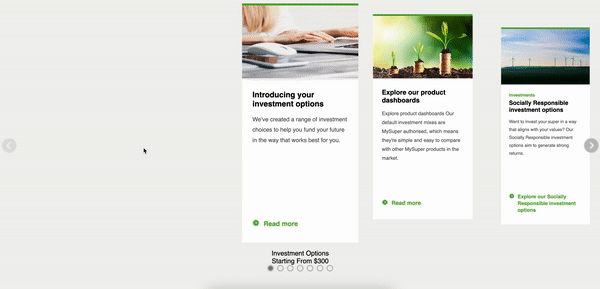 Introducing your
investment options
We've created a range of investment
choices to help you fund your future
in the way that works best for you.
Read more
Explore our product
dashboards
Explore product dashboards Our
default investment mixes are
MySuper authorised, which means
they're simple and easy to compare
with other MySuper products in the
market.
Read more
Investments
Socially Responsible
investment options
Want to invest your super in a way
that aligns with your values? Our
Socially Responsible investment
options aim to generate strong
returns.
Explore our Socially
Responsible investment
options
Investment Options
Starting From $300